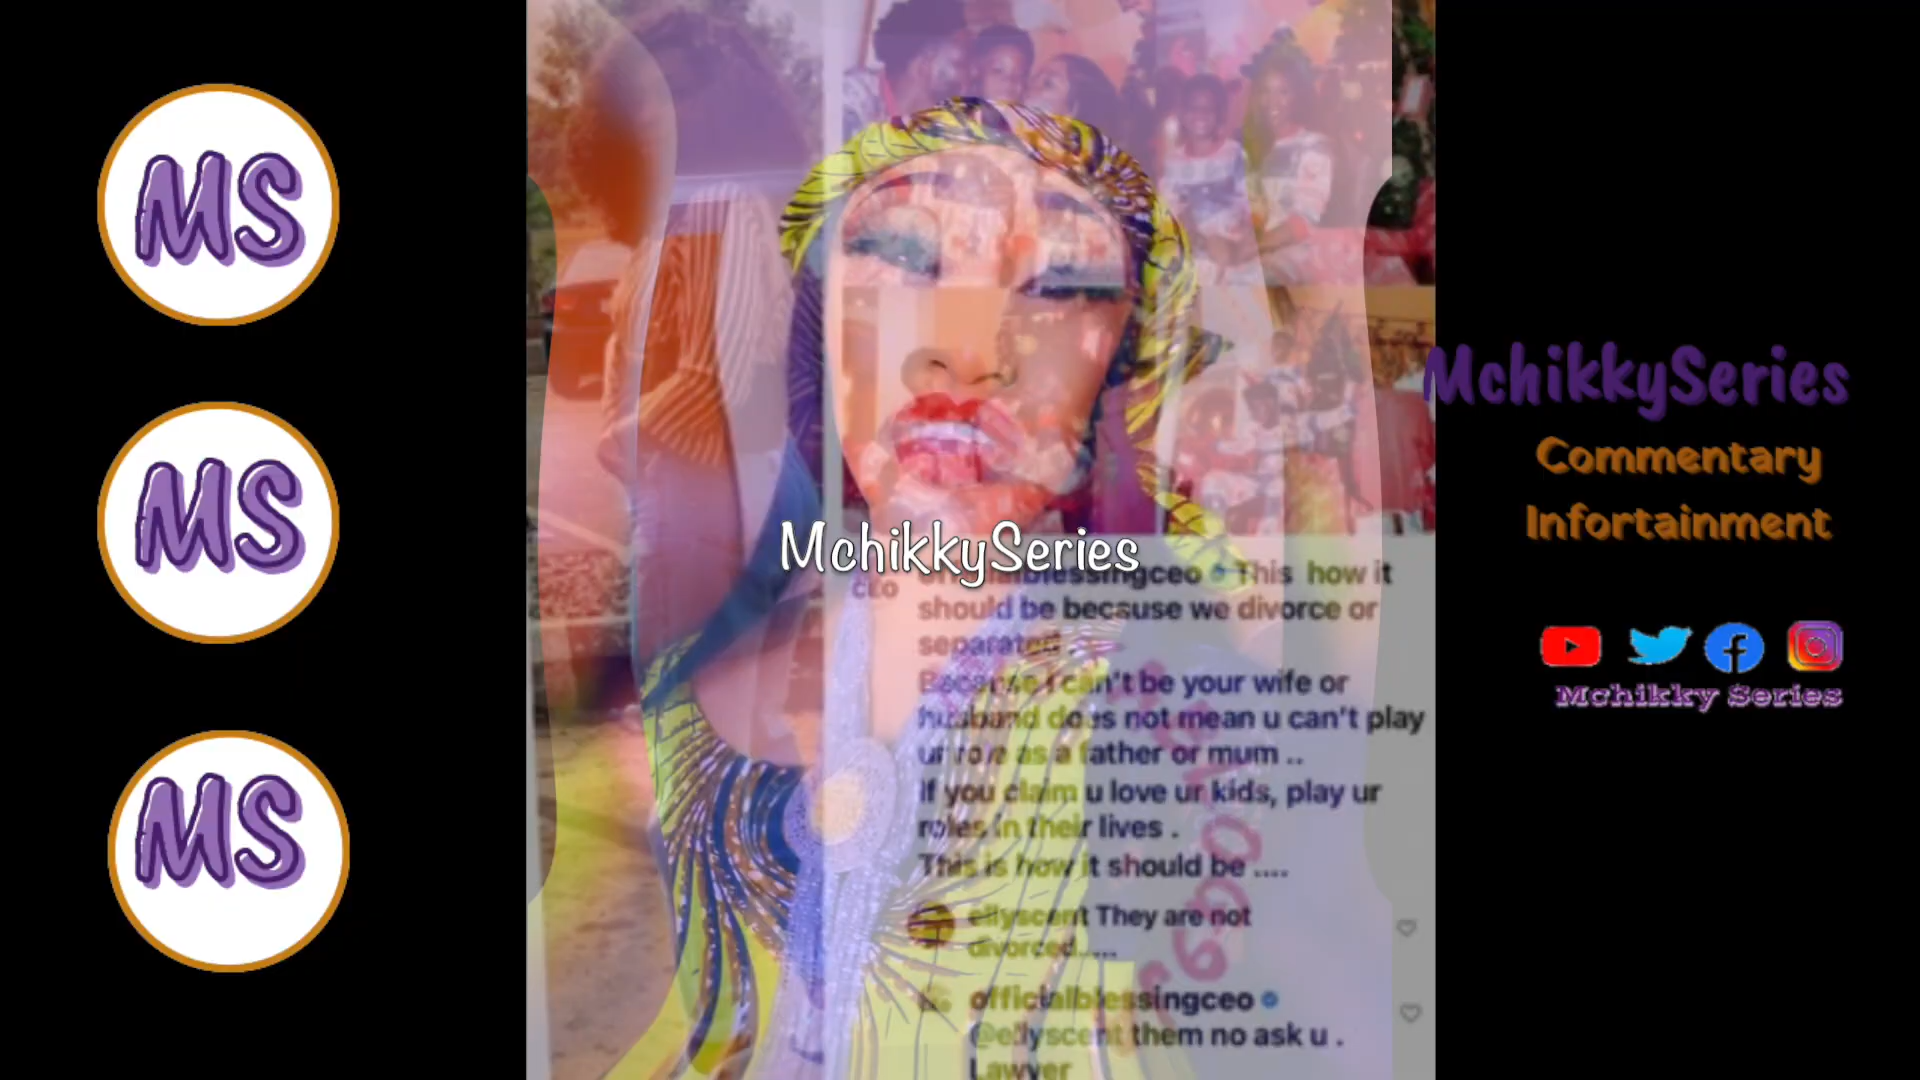 MS
MS
MS
MchikkySeries
officialblessingceo This how it
should be because we divorce or
separated .
Because i can't be your wife or
husband does not mean u can't play
ur role as a father or mum ..
If you claim u love ur kids, play ur
roles in their lives .
This is how it should be ....
ellyscent They are not
divorced.....
officialblessingceo
@ellyscent them no ask u .
Lawyer
CEO
MchikkySeries
Commentary
Infortainment
Mchikky Series